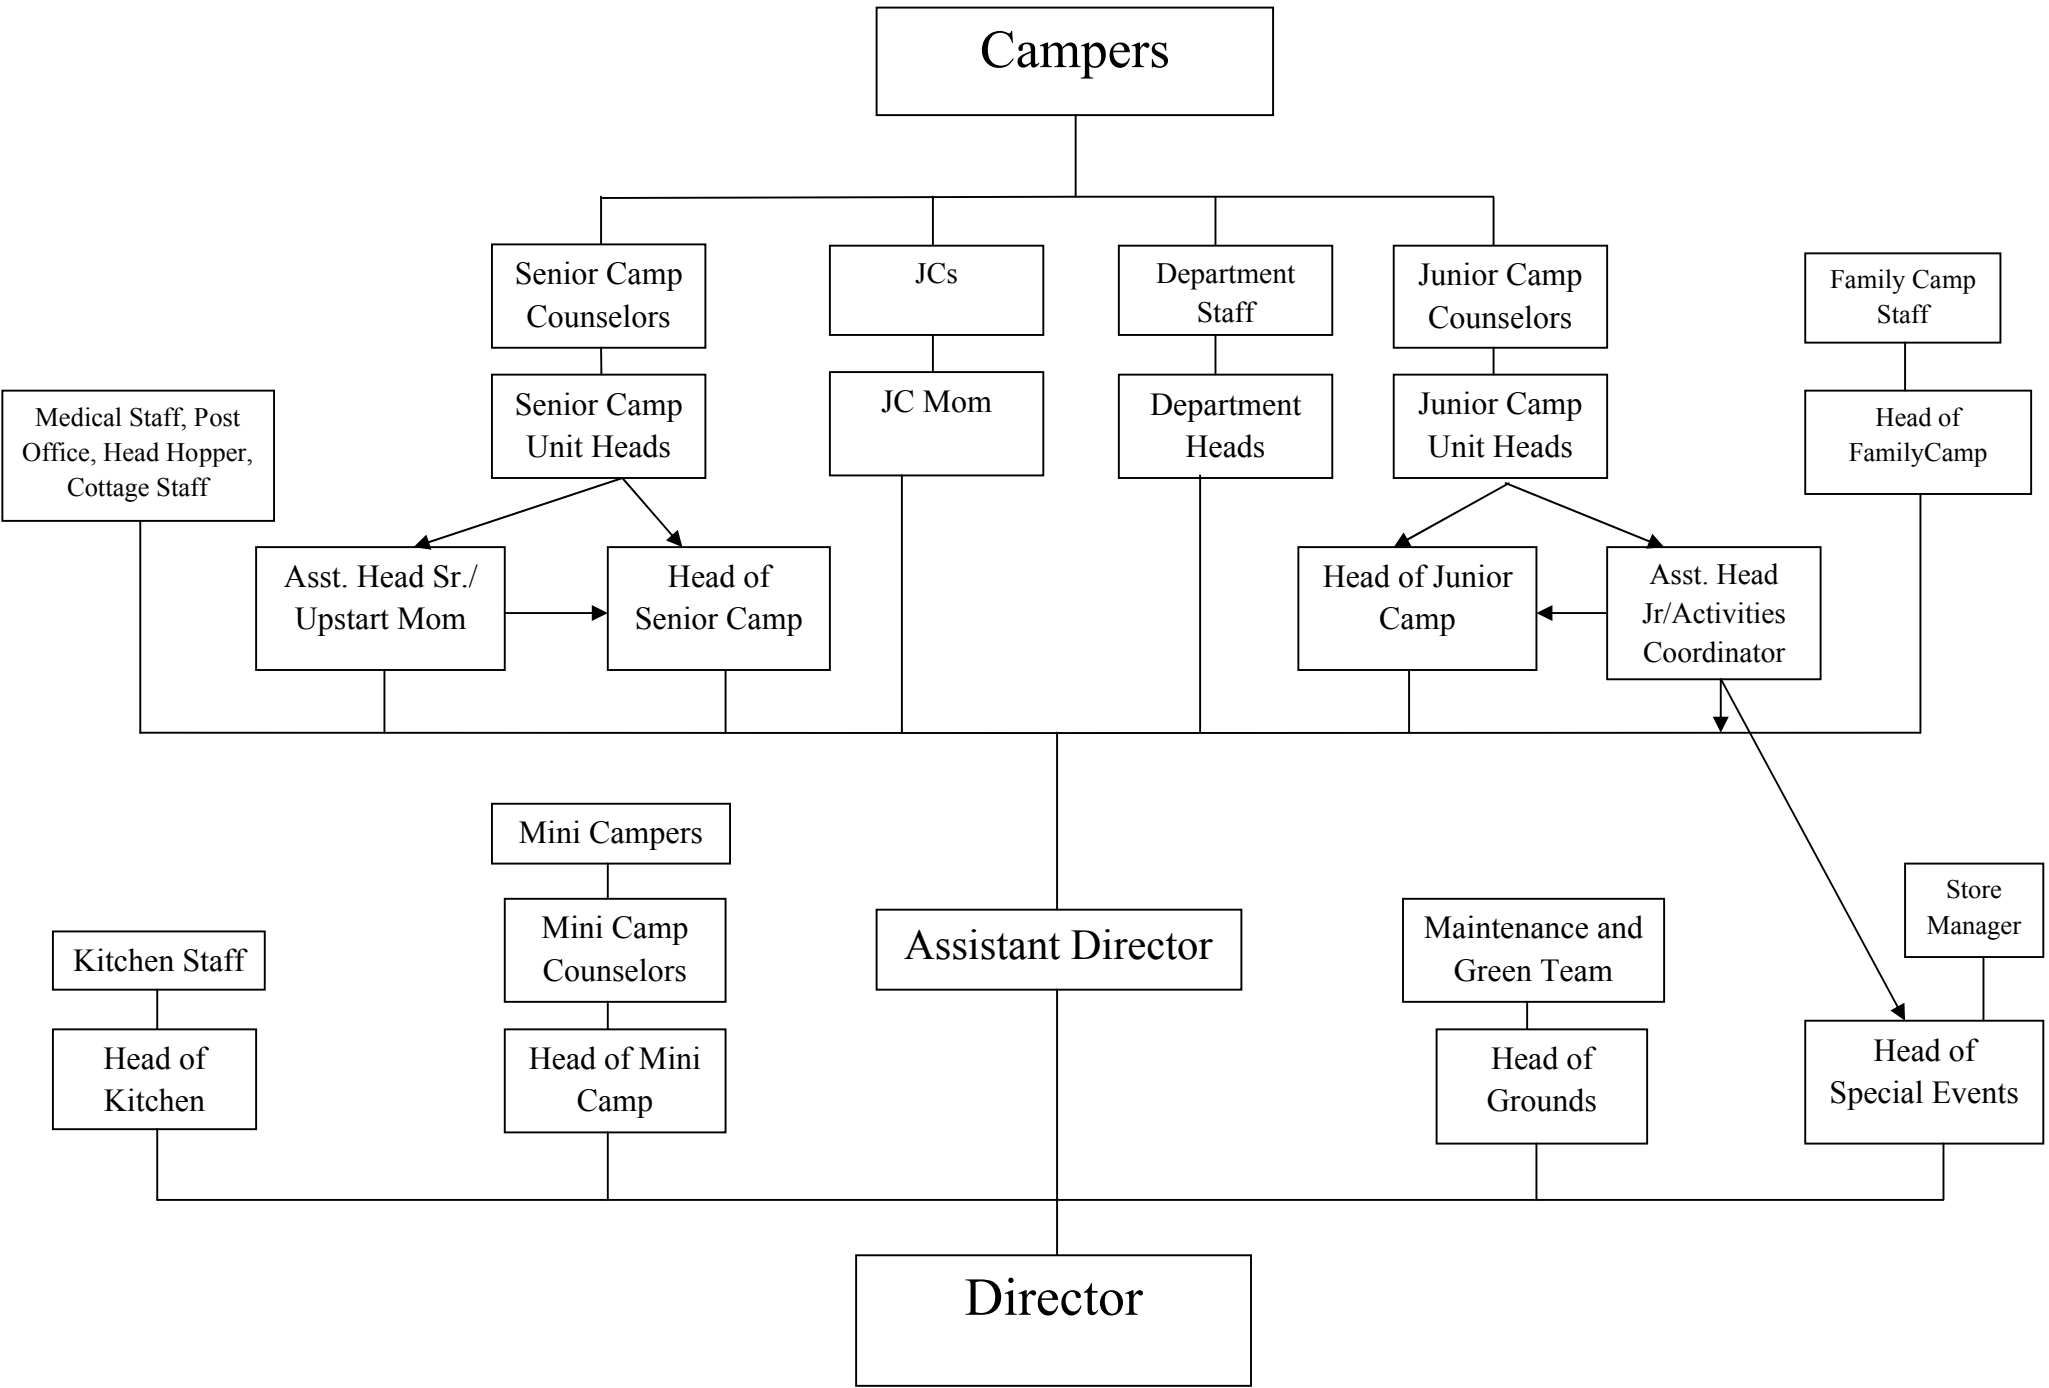 Campers
Senior Camp
Counselors
JCs
Department
Staff
Junior Camp
Counselors
Family Camp
Staff
Medical Staff, Post
Office, Head Hopper,
Cottage Staff
Senior Camp
Unit Heads
JC Mom
Department
Heads
Junior Camp
Unit Heads
Head of
FamilyCamp
Asst. Head Sr./
Upstart Mom
Head of
Senior Camp
Head of Junior
Camp
Asst. Head
Jr/Activities
Coordinator
Mini Campers
Kitchen Staff
Mini Camp
Counselors
Assistant Director
Maintenance and
Green Team
Store
Manager
Head of
Kitchen
Head of Mini
Camp
Head of
Grounds
Head of
Special Events
Director